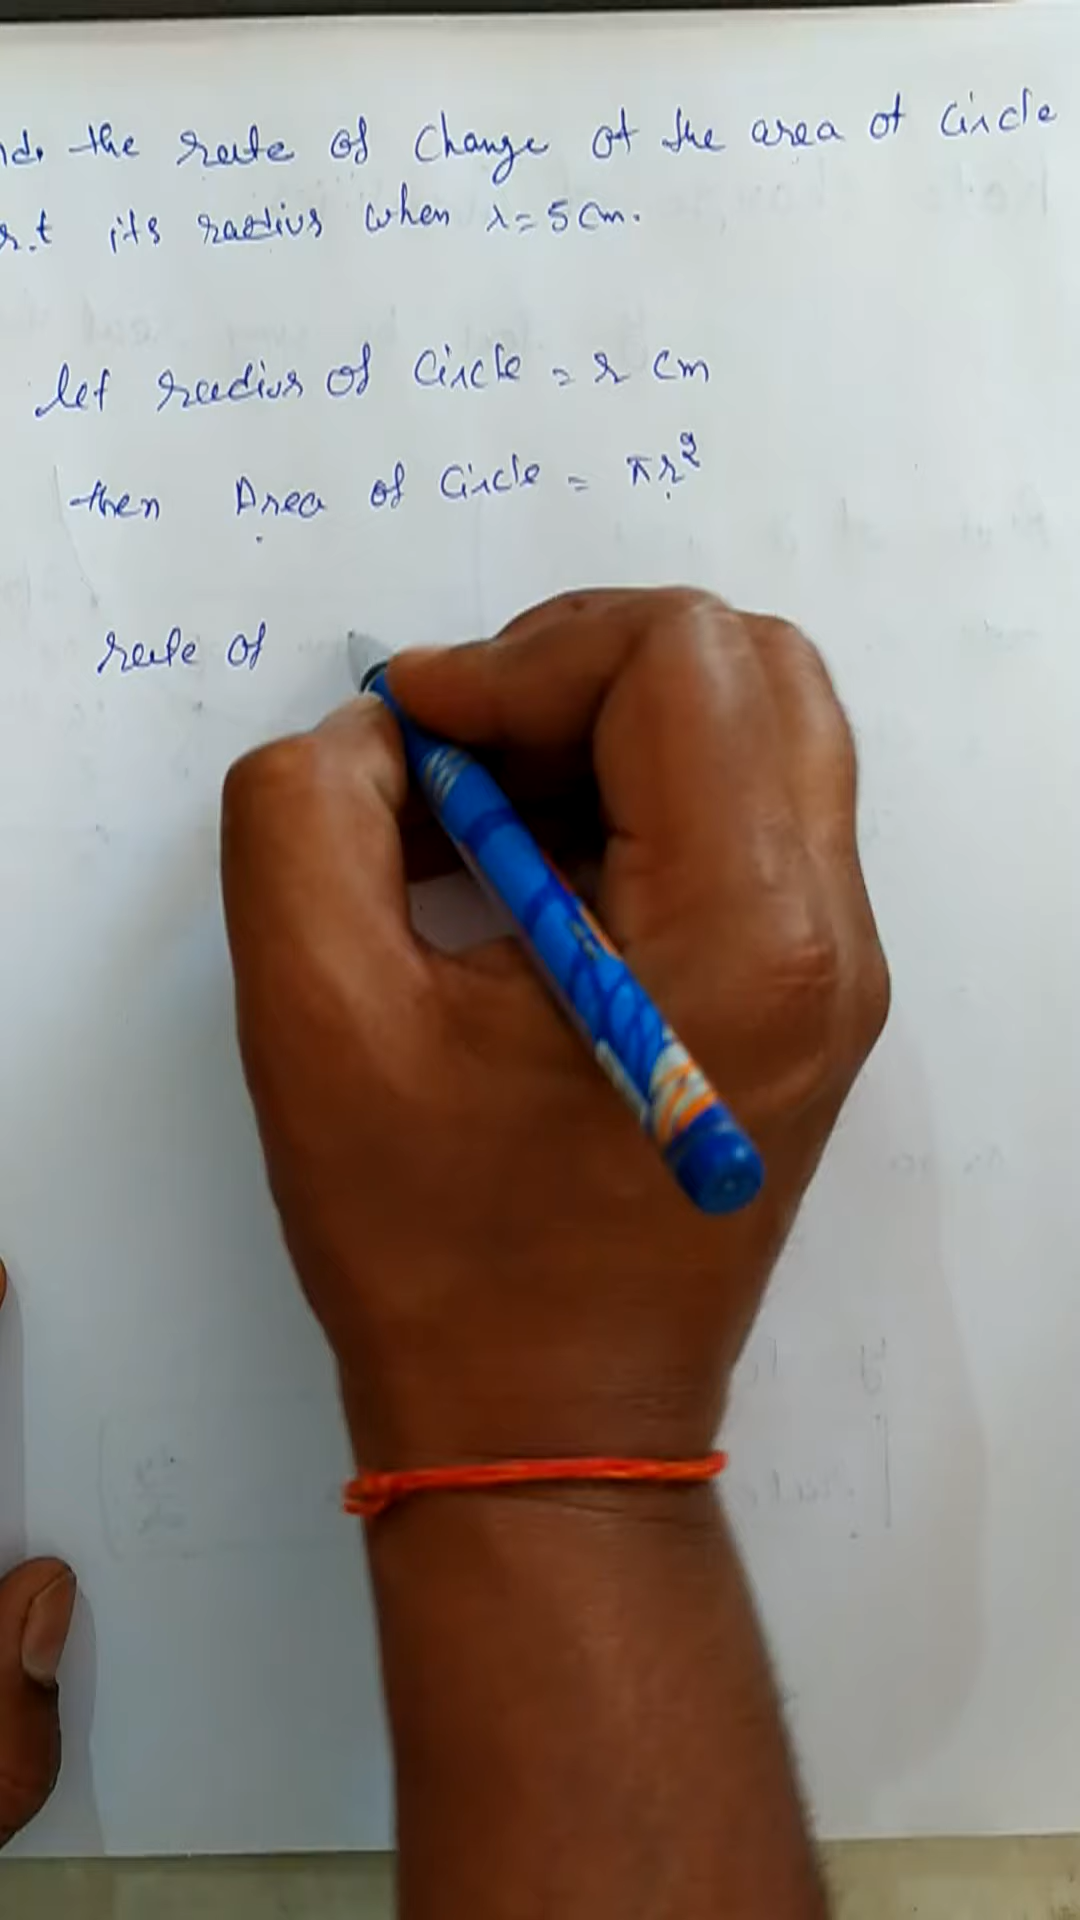 the rate of change of the area of circle
r.t its radius when r=5cm.
let radius of circle = r cm
then Area of circle = πr²
rate of